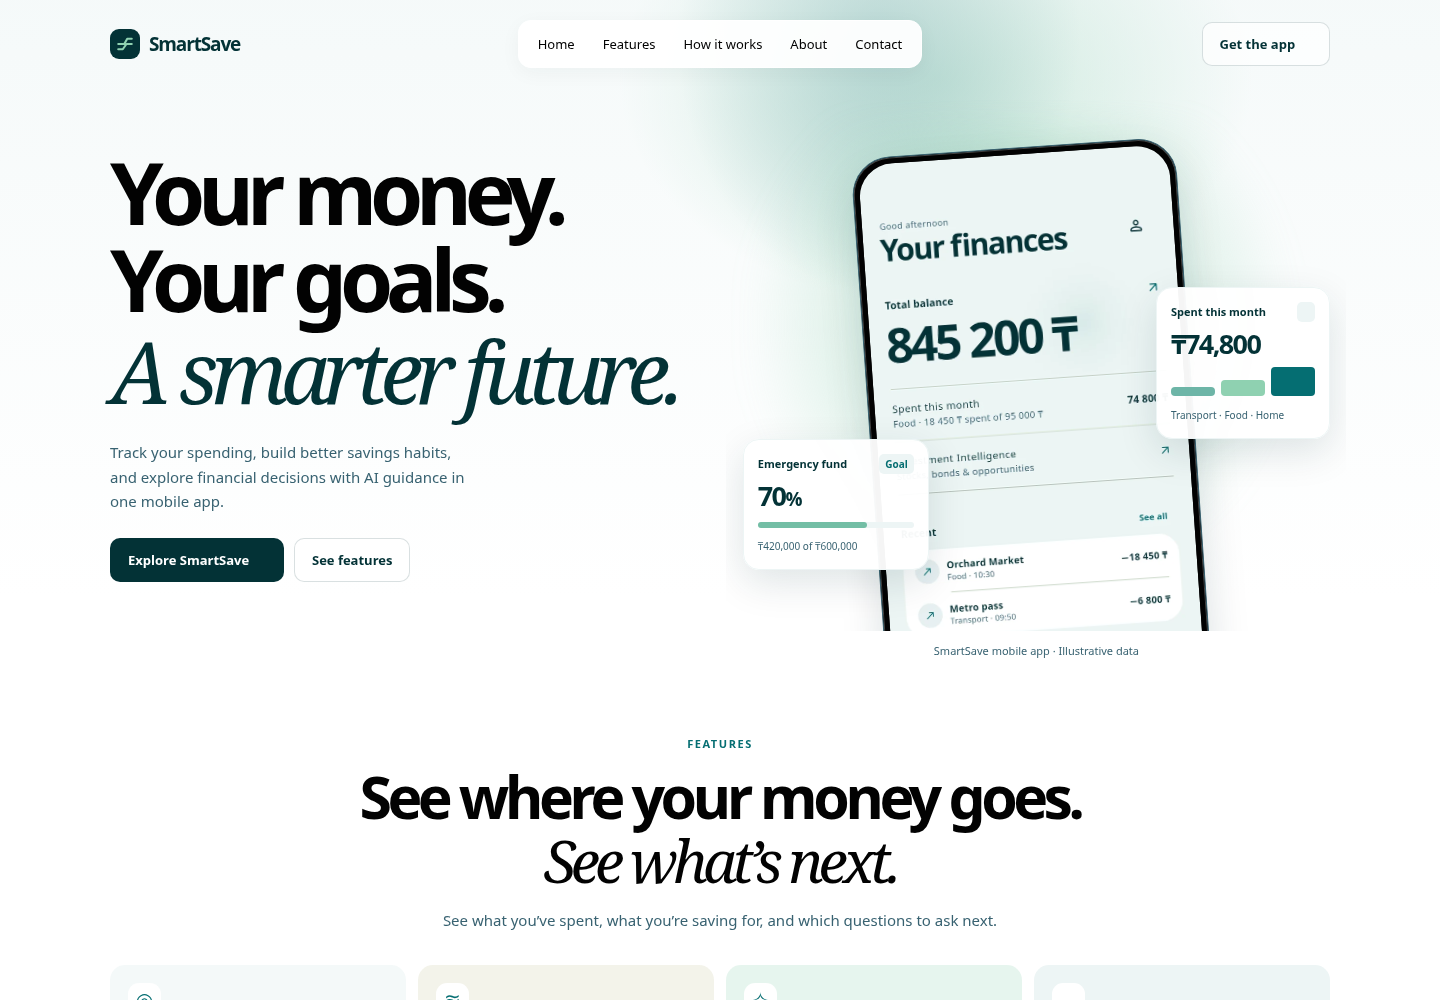 SmartSave
Home
Features
How it works
About
Contact
Get the app
Your money.
Your goals.
A smarter future.
Track your spending, build better savings habits,
and explore financial decisions with AI guidance in
one mobile app.
Explore SmartSave
See features
Good afternoon
Your finances
Total balance
845 200 ₸
Spent this month
Food · 18 450 ₸ spent of 95 000 ₸
74 800
bonds & opportunities
See all
Orchard Market
Food · 10:30
−18 450 ₸
Metro pass
Transport · 09:50
−6 800 ₸
Spent this month
₸74,800
Transport · Food · Home
Emergency fund
Goal
70%
₸420,000 of ₸600,000
SmartSave mobile app · Illustrative data
FEATURES
See where your money goes.
See what’s next.
See what you’ve spent, what you’re saving for, and which questions to ask next.